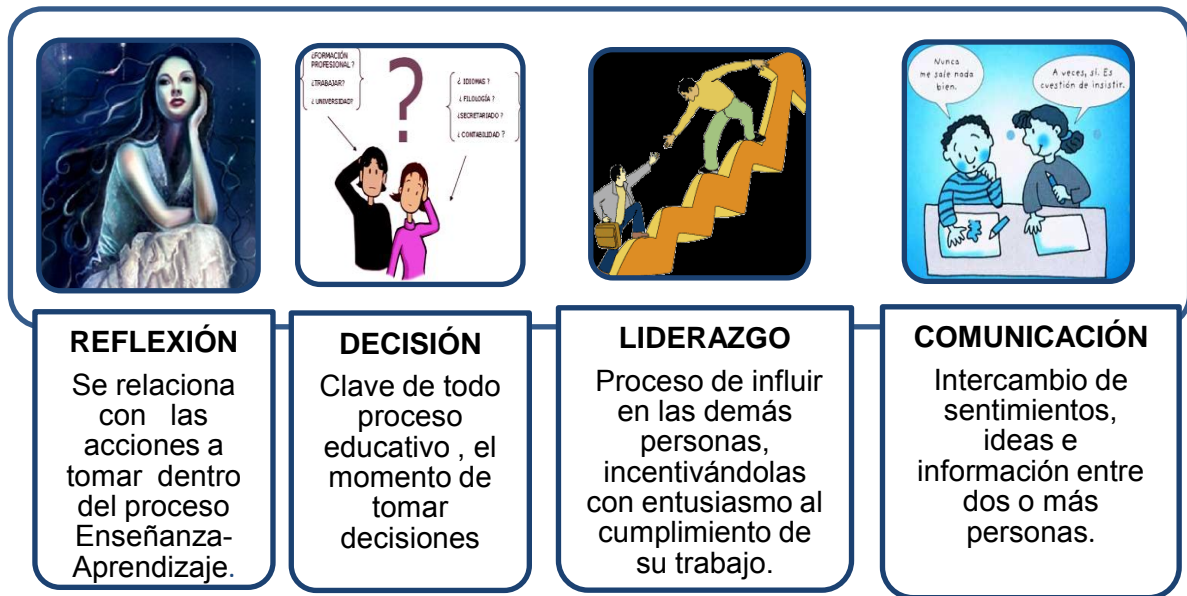 ¿FORMACIÓN
PROFESIONAL?
¿TRABAJAR?
¿ UNIVERSIDAD?
?
¿ IDIOMAS ?
¿ FILOLOGÍA ?
¿SECRETARIADO ?
¿ CONTABILIDAD ?
Nunca
me sale nada
bien.
A veces, sí. Es
cuestión de insistir.
REFLEXIÓN
Se relaciona
con las
acciones a
tomar dentro
del proceso
Enseñanza-
Aprendizaje.
DECISIÓN
Clave de todo
proceso
educativo , el
momento de
tomar
decisiones
LIDERAZGO
Proceso de influir
en las demás
personas,
incentivándolas
con entusiasmo al
cumplimiento de
su trabajo.
COMUNICACIÓN
Intercambio de
sentimientos,
ideas e
información entre
dos o más
personas.